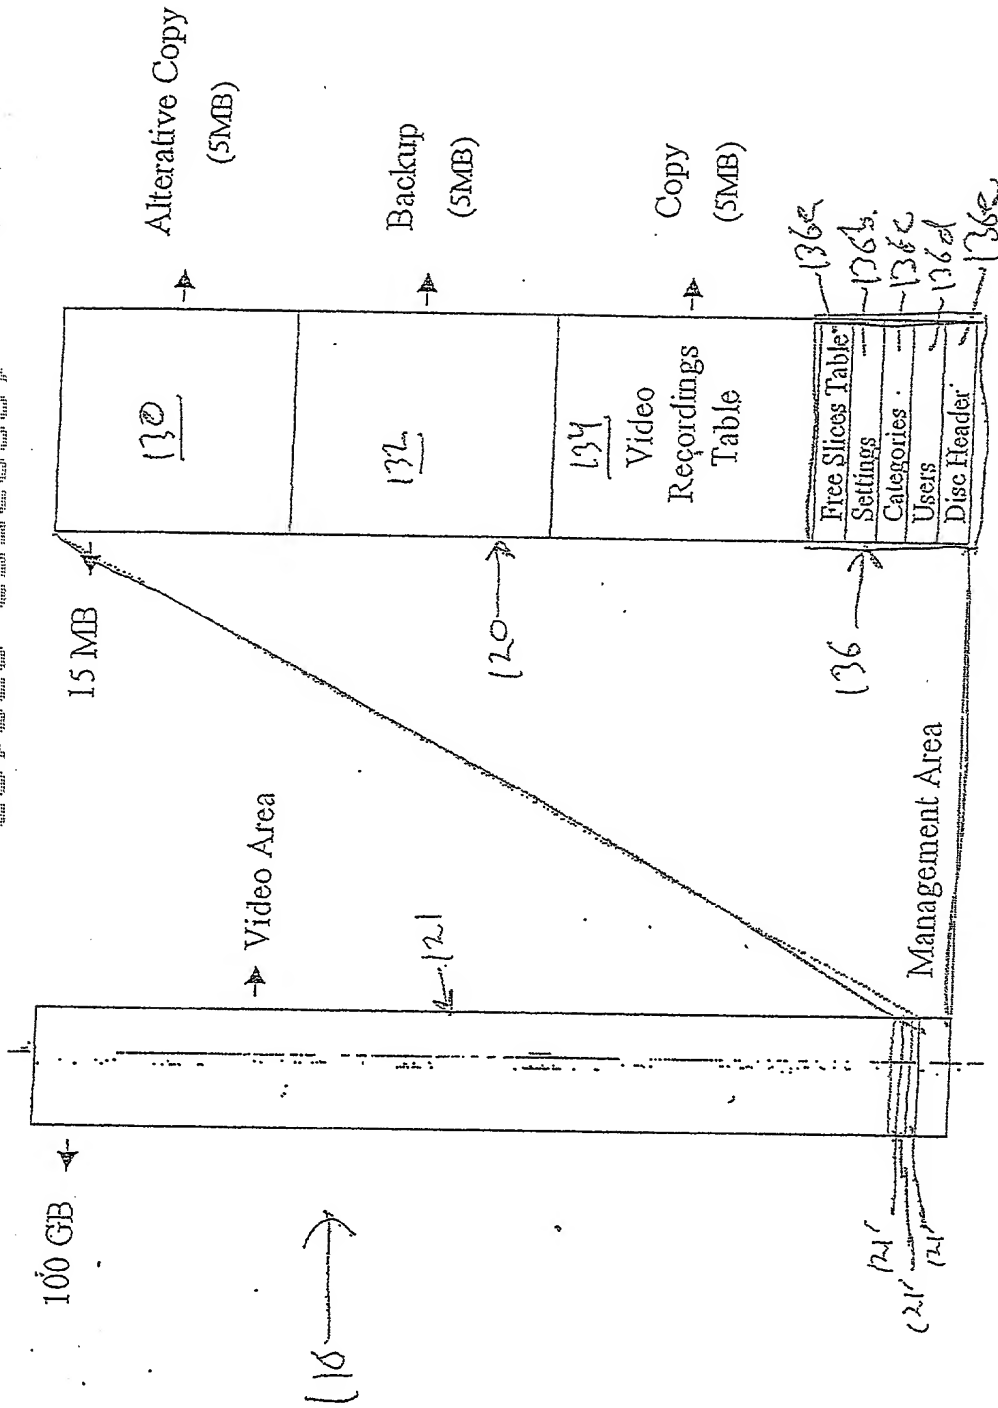 100 GB
15 MB
Alterative Copy
(5MB)
Video Area
121
130
Backup
(5MB)
132
120
134
Video
Recordings
Table
Copy
(5MB)
110
136
Free Slices Table
136a
Settings
136b.
Categories
136c
Users
136d
Disc Header
136e
Management Area
121'
121'
121'